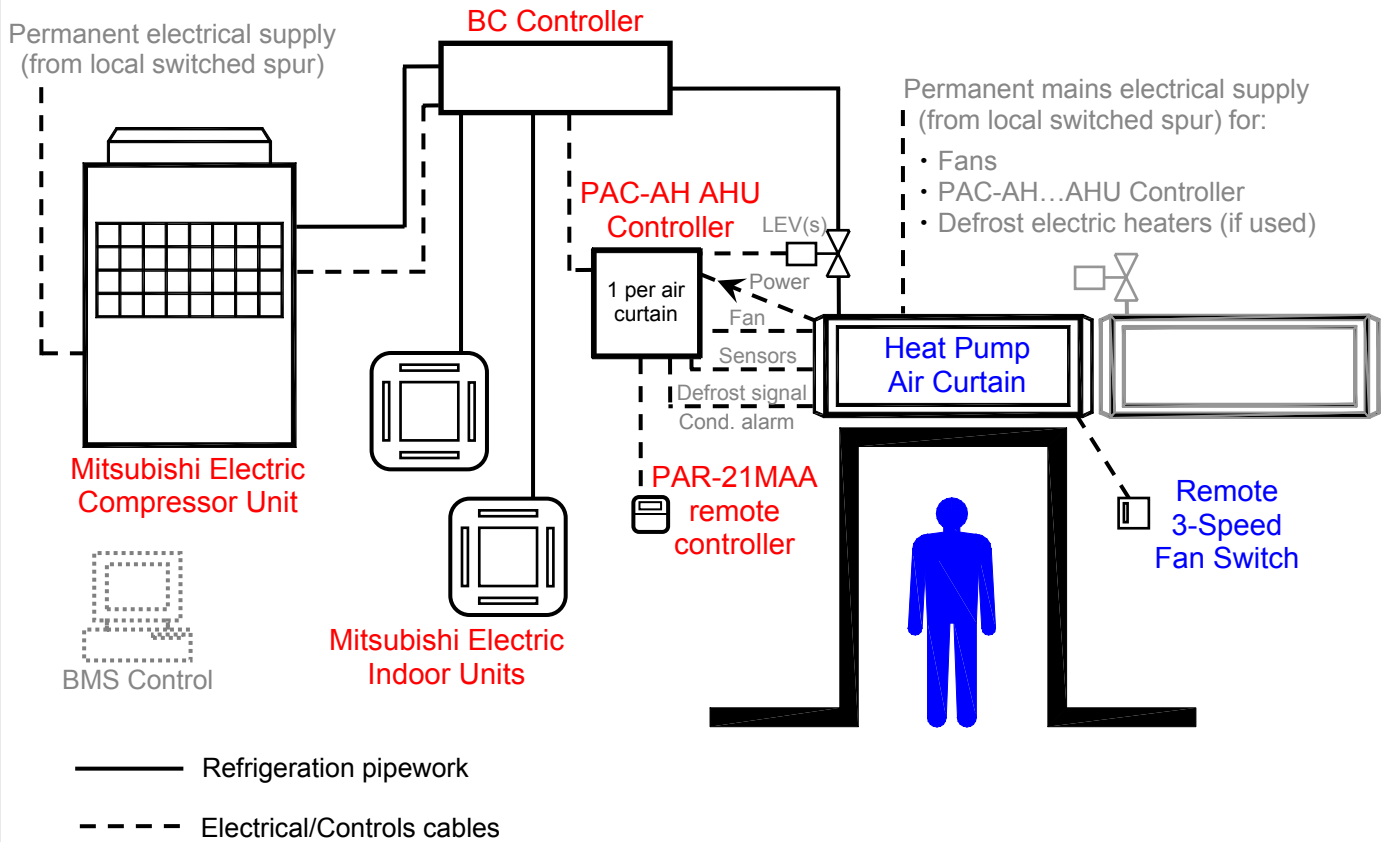 BC Controller
Permanent electrical supply
(from local switched spur)
Permanent mains electrical supply
(from local switched spur) for:
・ Fans
・ PAC-AH…AHU Controller
・ Defrost electric heaters (if used)
PAC-AH AHU
Controller
LEV(s)
1 per air
curtain
Power
Fan
Sensors
Defrost signal
Cond. alarm
Heat Pump
Air Curtain
Mitsubishi Electric
Compressor Unit
PAR-21MAA
remote
controller
Remote
3-Speed
Fan Switch
Mitsubishi Electric
Indoor Units
BMS Control
Refrigeration pipework
Electrical/Controls cables